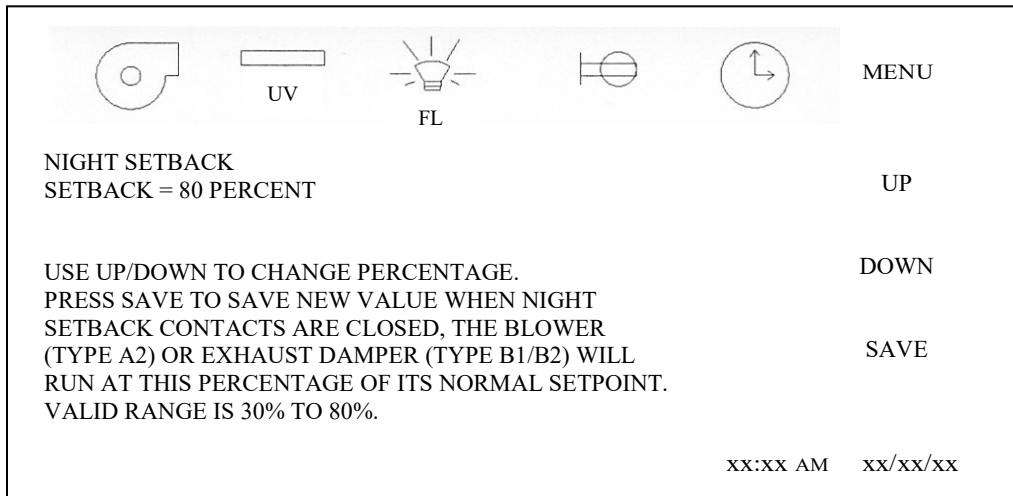 UV
FL
MENU
NIGHT SETBACK
SETBACK = 80 PERCENT
UP
USE UP/DOWN TO CHANGE PERCENTAGE.
PRESS SAVE TO SAVE NEW VALUE WHEN NIGHT
SETBACK CONTACTS ARE CLOSED, THE BLOWER
(TYPE A2) OR EXHAUST DAMPER (TYPE B1/B2) WILL
RUN AT THIS PERCENTAGE OF ITS NORMAL SETPOINT.
VALID RANGE IS 30% TO 80%.
DOWN
SAVE
xx:xx AM xx/xx/xx